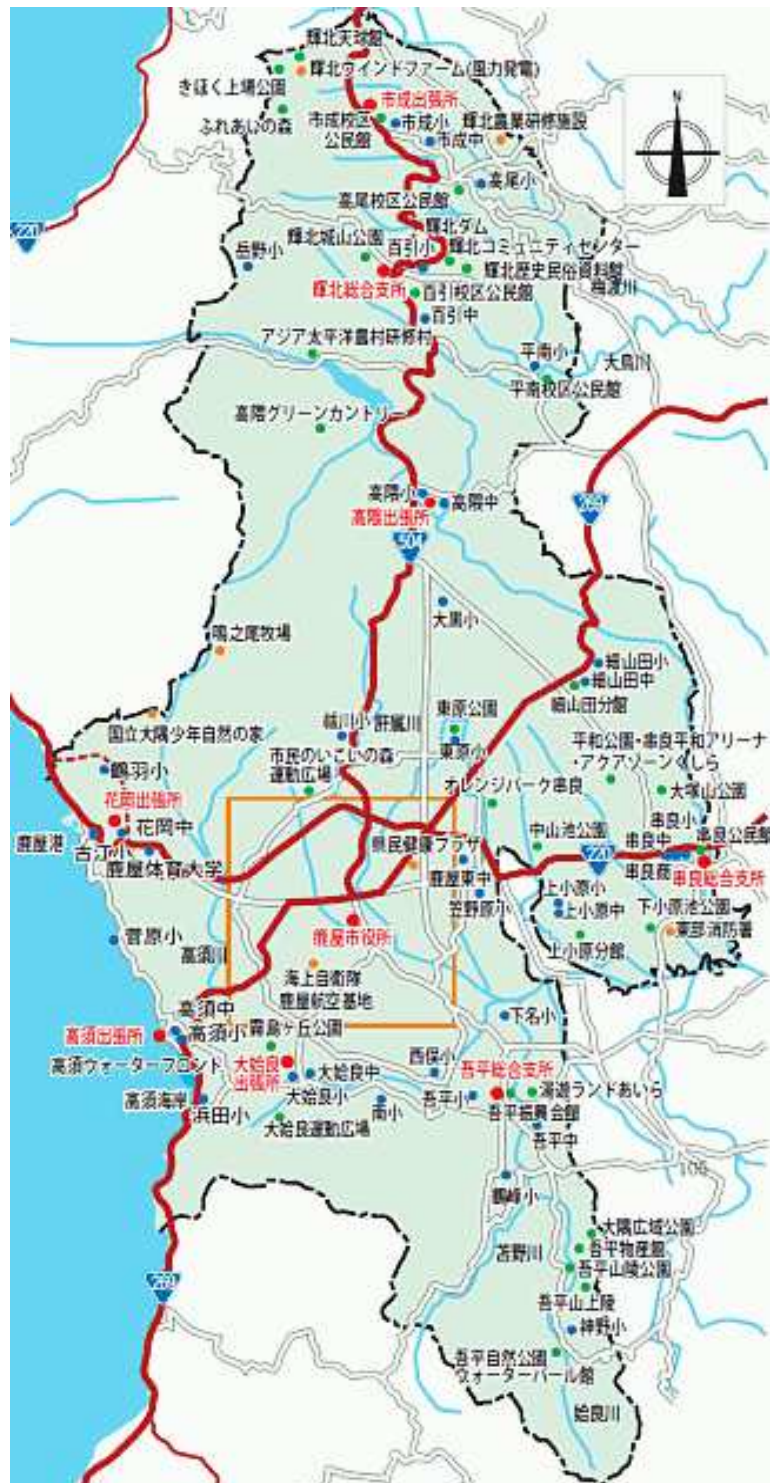 輝北天球館
輝北ウインドファーム(風力発電)
きほく上場公園
ふれあいの森
市成出張所
市成校区
公民館
市成小
市成中
輝北農業研修施設
N
高尾小
高尾校区公民館
220
輝北ダム
輝北城山公園
百引小
輝北コミュニティセンター
岳野小
輝北歴史民俗資料館
輝北総合支所
百引校区公民館
百引中
アジア太平洋農村研修村
平南小
大鳥川
平南校区公民館
高隈グリーンカントリー
高隈小
高隈中
高隈出張所
504
269
大黒小
鳴之尾牧場
細山田小
細山田中
細山田分館
国立大隅少年自然の家
祓川小
肝属川
東原公園
東原小
市民のいこいの森
運動広場
平和公園・串良平和アリーナ
・アクアゾーンくしら
鶴羽小
オレンジパーク串良
大塚山公園
花岡出張所
花岡中
鹿屋港
古江小
鹿屋体育大学
県民健康プラザ
中山池公園
串良小
串良中
串良公民館
220
串良商
串良総合支所
鹿屋東中
笠野原小
上小原小
上小原中
下小原池公園
東部消防署
上小原分館
菅原小
高須川
鹿屋市役所
海上自衛隊
鹿屋航空基地
下名小
高須中
高須出張所
高須小
霧島ヶ丘公園
高須ウォーターフロント
大姶良
出張所
大姶良中
西俣小
吾平総合支所
湯遊ランドあいら
高須海岸
浜田小
大姶良小
南小
吾平小
吾平振興会館
大姶良運動広場
吾平中
106
鶴峰小
苫野川
大隅広域公園
吾平物産館
吾平山陵公園
吾平山上陵
269
神野小
吾平自然公園
ウォーターパール館
姶良川